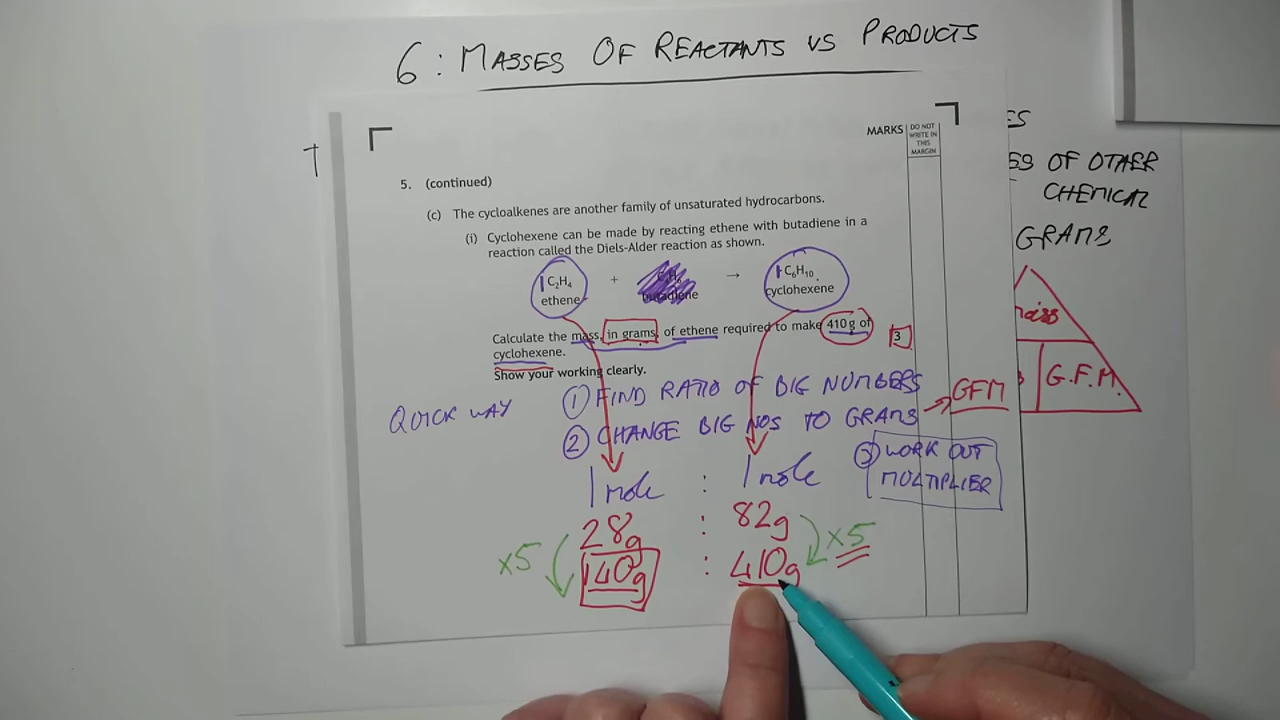 6: MASSES OF REACTANTS VS PRODUCTS
MARKS
DO NOT
WRITE IN
THIS
MARGIN
5. (continued)
(c) The cycloalkenes are another family of unsaturated hydrocarbons.
(i) Cyclohexene can be made by reacting ethene with butadiene in a
reaction called the Diels-Alder reaction as shown.
1 C₂H₄ + → 1 C₆H₁₀
ethene butadiene cyclohexene
Calculate the mass, in grams, of ethene required to make 410 g of
cyclohexene.
3
Show your working clearly.
QUICK WAY
① FIND RATIO OF BIG NUMBERS
② CHANGE BIG NOS TO GRAMS → GFM
③ WORK OUT
MULTIPLIER
1 mole : 1 mole
28g : 82g
x5 x5
140g : 410g
OF OTHER
CHEMICAL
GRAMS
mass
G.F.M.